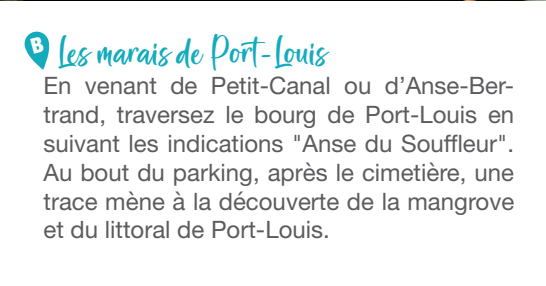 B Les marais de Port-Louis
En venant de Petit-Canal ou d'Anse-Ber-
trand, traversez le bourg de Port-Louis en
suivant les indications "Anse du Souffleur".
Au bout du parking, après le cimetière, une
trace mène à la découverte de la mangrove
et du littoral de Port-Louis.